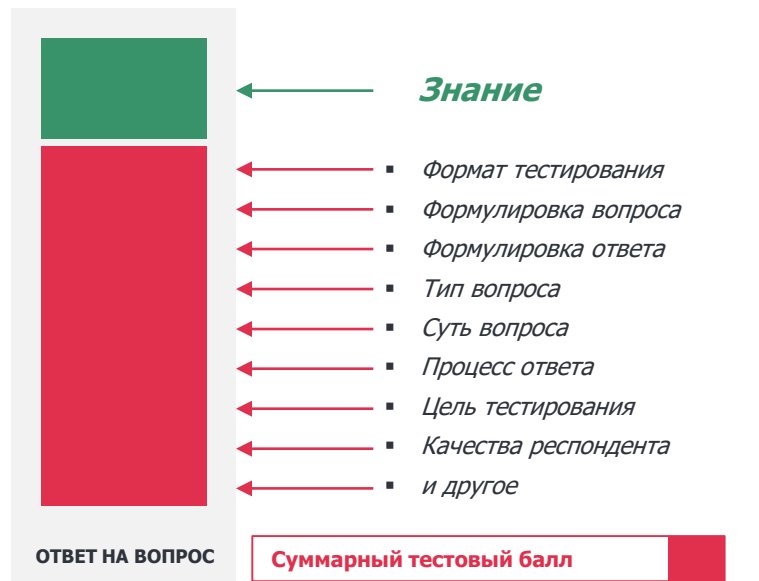 Знание
▪ Формат тестирования
▪ Формулировка вопроса
▪ Формулировка ответа
▪ Тип вопроса
▪ Суть вопроса
▪ Процесс ответа
▪ Цель тестирования
▪ Качества респондента
▪ и другое
ОТВЕТ НА ВОПРОС
Суммарный тестовый балл